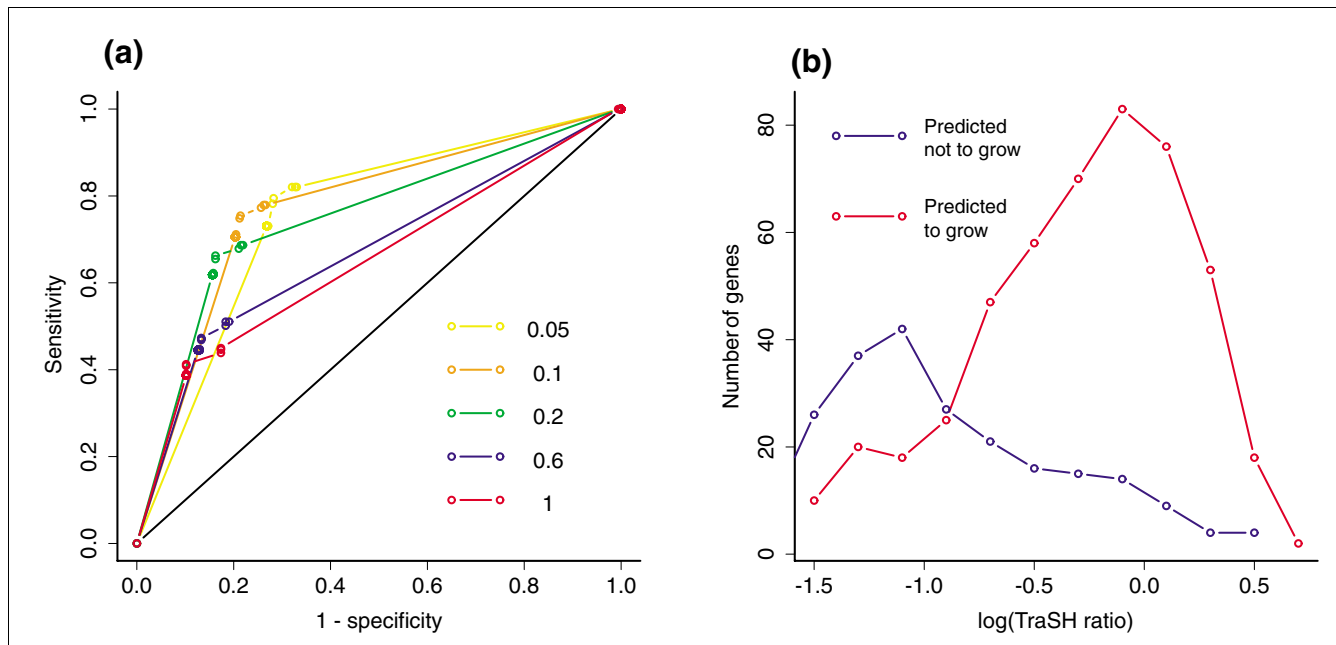 (a)
Sensitivity
1.0
0.8
0.6
0.4
0.2
0.0
0.0 0.2 0.4 0.6 0.8 1.0
1 - specificity
0.05
0.1
0.2
0.6
1
(b)
Numberof genes
80
60
40
20
0
-1.5 -1.0 -0.5 0.0 0.5
log(TraSH ratio)
Predicted
not to grow
Predicted
to grow